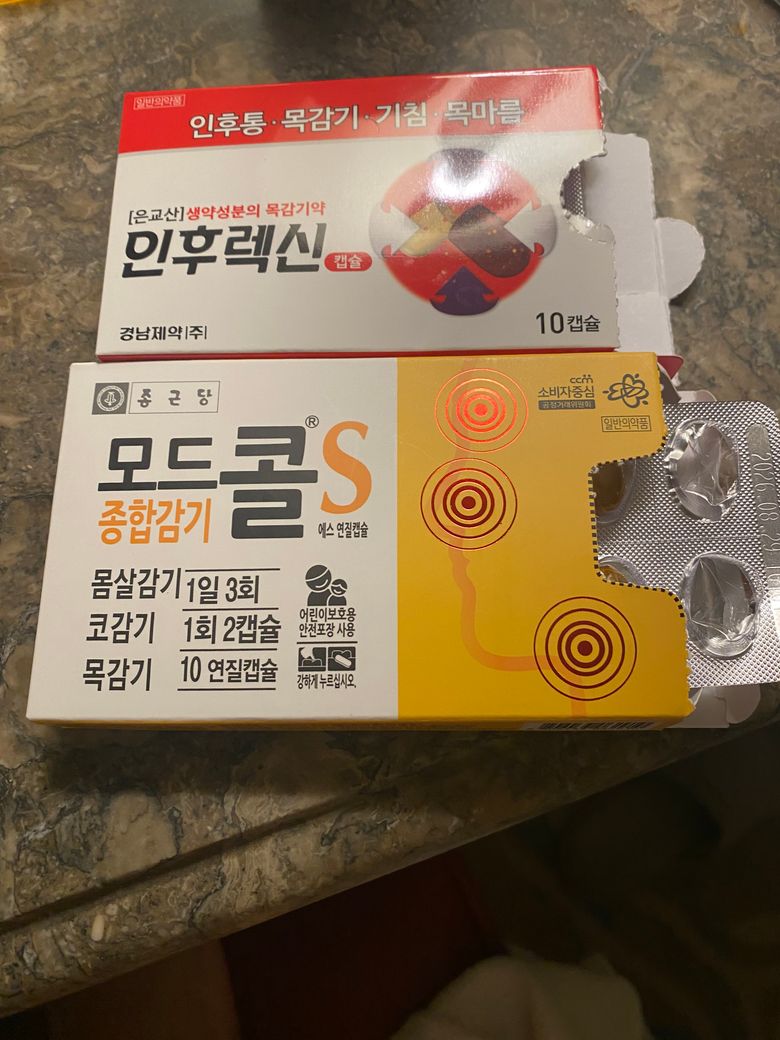 일반의약품
인후통·목감기·기침·목마름
[은교산]생약성분의 목감기약
인후렉신 캡슐
경남제약(주)
10캡슐
종근당
모드콜® S
종합감기
에스 연질캡슐
몸살감기
코감기
목감기
1일 3회
1회 2캡슐
10 연질캡슐
어린이보호용
안전포장 사용
강하게 누르십시오.
ccm
소비자중심
공정거래위원회
일반의약품
2026.08.2